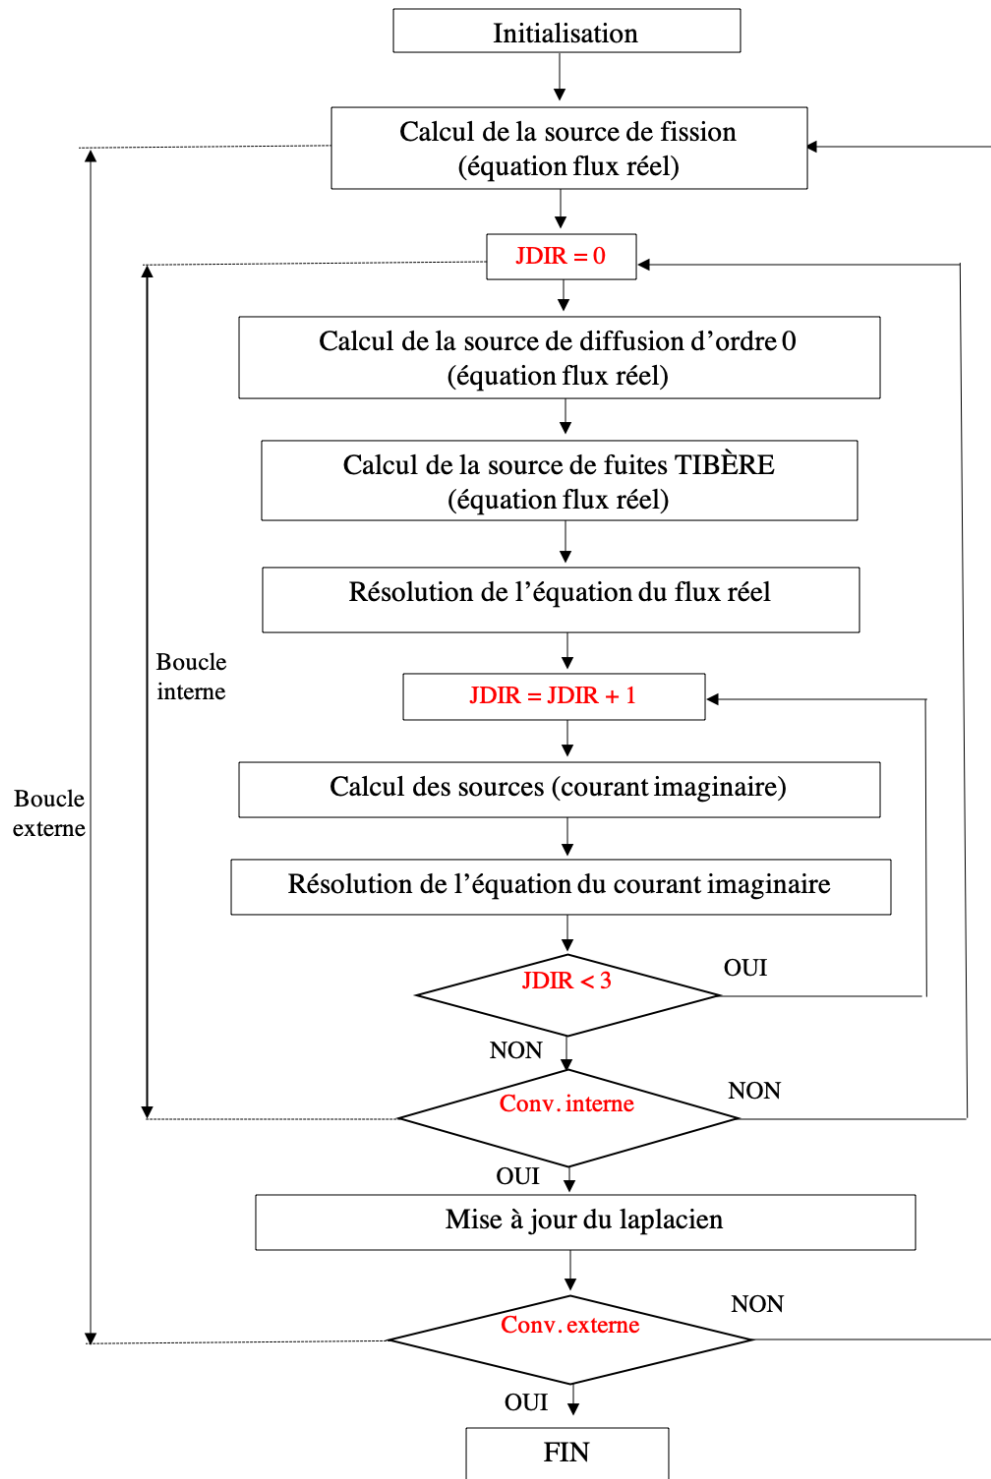 Initialisation
Calcul de la source de fission
(équation flux réel)
JDIR = 0
Calcul de la source de diffusion d’ordre 0
(équation flux réel)
Calcul de la source de fuites TIBÈRE
(équation flux réel)
Résolution de l’équation du flux réel
Boucle
interne
JDIR = JDIR + 1
Calcul des sources (courant imaginaire)
Boucle
externe
Résolution de l’équation du courant imaginaire
JDIR < 3
OUI
NON
Conv. interne
NON
OUI
Mise à jour du laplacien
Conv. externe
NON
OUI
FIN